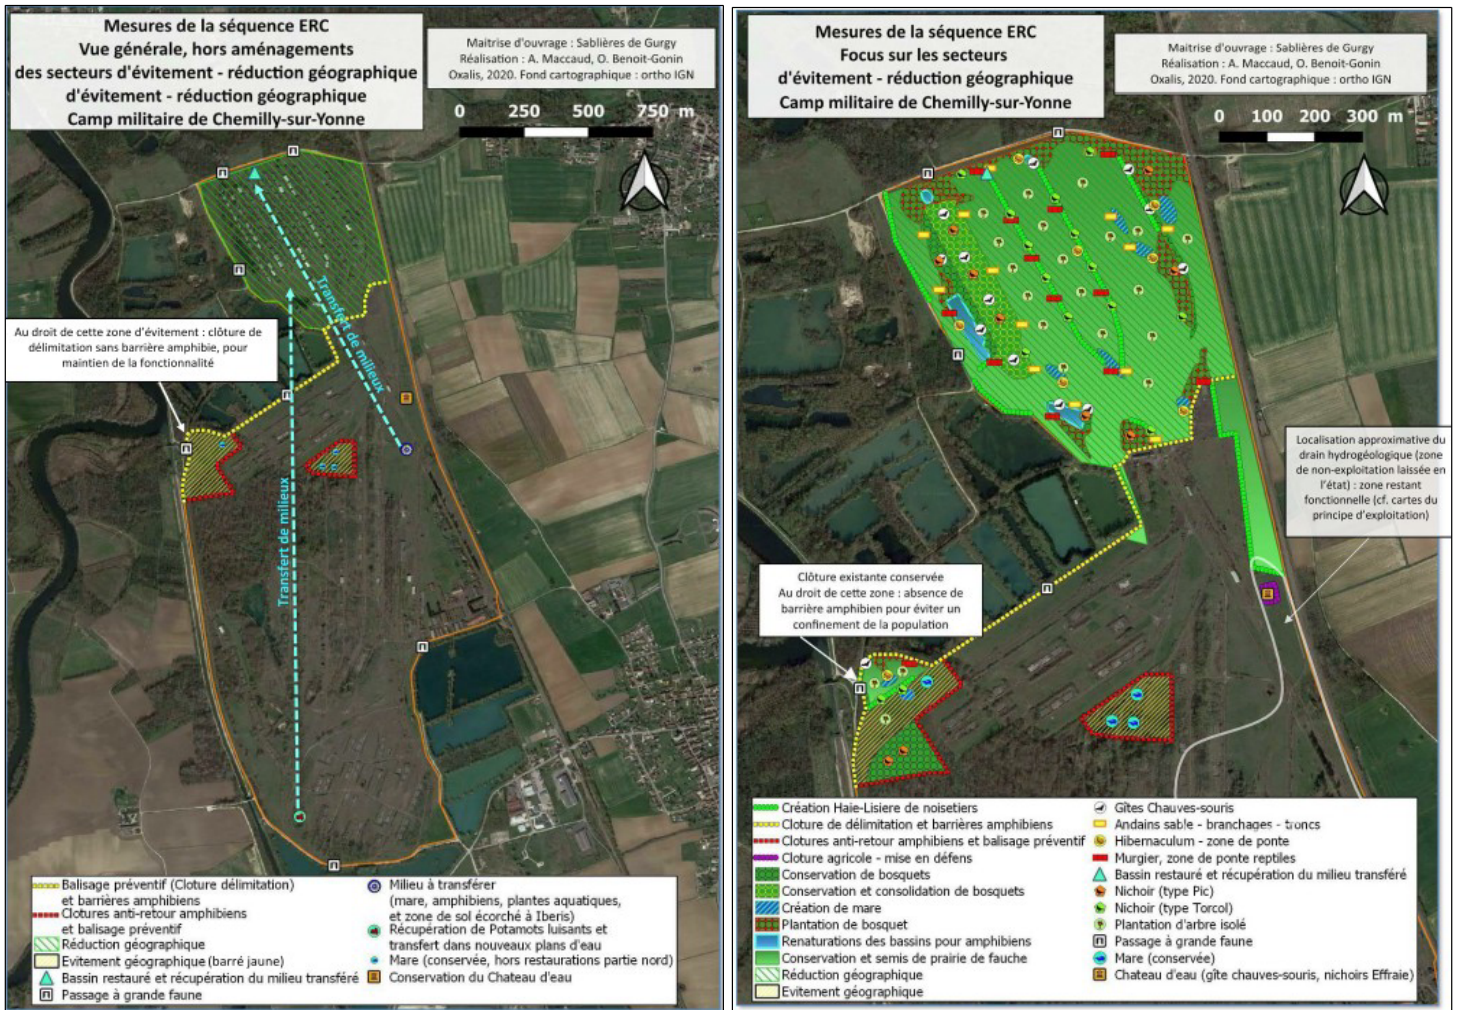 Mesures de la séquence ERC
Vue générale, hors aménagements
des secteurs d'évitement - réduction géographique
d'évitement - réduction géographique
Camp militaire de Chemilly-sur-Yonne
Maitrise d'ouvrage : Sablières de Gurgy
Réalisation : A. Maccaud, O. Benoit-Gonin
Oxalis, 2020. Fond cartographique : ortho IGN
0 250 500 750 m
Au droit de cette zone d'évitement : clôture de
délimitation sans barrière amphibie, pour
maintien de la fonctionnalité
Transfert de milieux
Transfert de milieux
Balisage préventif (Cloture délimitation)
et barrières amphibiens
Clotures anti-retour amphibiens
et balisage préventif
Réduction géographique
Evitement géographique (barré jaune)
Bassin restauré et récupération du milieu transféré
Passage à grande faune
Milieu à transférer
(mare, amphibiens, plantes aquatiques,
et zone de sol écorché à Iberis)
Récupération de Potamots luisants et
transfert dans nouveaux plans d'eau
Mare (conservée, hors restaurations partie nord)
Conservation du Chateau d'eau
Mesures de la séquence ERC
Focus sur les secteurs
d'évitement - réduction géographique
Camp militaire de Chemilly-sur-Yonne
Maitrise d'ouvrage : Sablières de Gurgy
Réalisation : A. Maccaud, O. Benoit-Gonin
Oxalis, 2020. Fond cartographique : ortho IGN
0 100 200 300 m
Localisation approximative du
drain hydrogéologique (zone
de non-exploitation laissée en
l'état) : zone restant
fonctionnelle (cf. cartes du
principe d'exploitation)
Clôture existante conservée
Au droit de cette zone : absence de
barrière amphibien pour éviter un
confinement de la population
Création Haie-Lisiere de noisetiers
Cloture de délimitation et barrières amphibiens
Clotures anti-retour amphibiens et balisage préventif
Cloture agricole - mise en défens
Conservation de bosquets
Conservation et consolidation de bosquets
Création de mare
Plantation de bosquet
Renaturations des bassins pour amphibiens
Conservation et semis de prairie de fauche
Réduction géographique
Evitement géographique
Gîtes Chauves-souris
Andains sable - branchages - troncs
Hibernaculum - zone de ponte
Murgier, zone de ponte reptiles
Bassin restauré et récupération du milieu transféré
Nichoir (type Pic)
Nichoir (type Torcol)
Plantation d'arbre isolé
Passage à grande faune
Mare (conservée)
Chateau d'eau (gîte chauves-souris, nichoirs Effraie)